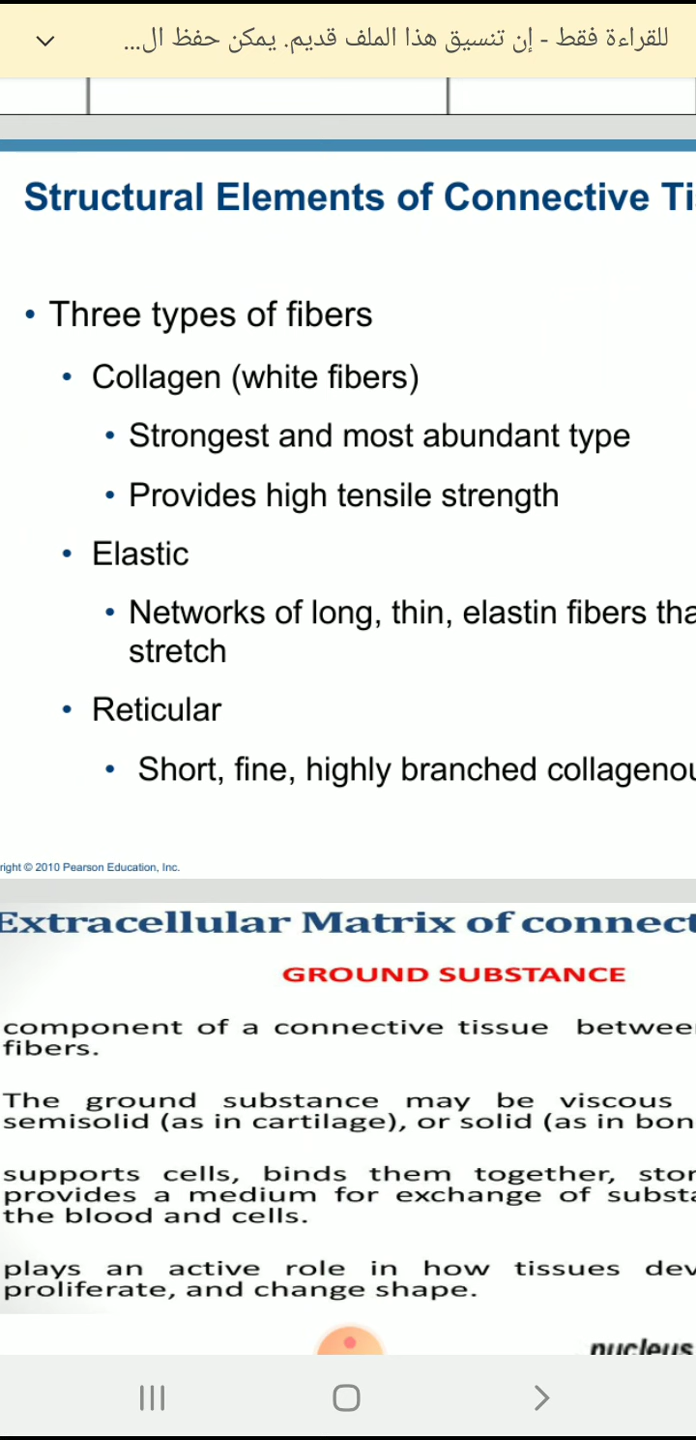 للقراءة فقط - إن تنسيق هذا الملف قديم. يمكن حفظ ال...
Structural Elements of Connective Ti
• Three types of fibers
• Collagen (white fibers)
• Strongest and most abundant type
• Provides high tensile strength
• Elastic
• Networks of long, thin, elastin fibers tha
stretch
• Reticular
• Short, fine, highly branched collagenou
right © 2010 Pearson Education, Inc.
Extracellular Matrix of connect
GROUND SUBSTANCE
component of a connective tissue betwee
fibers.
The ground substance may be viscous
semisolid (as in cartilage), or solid (as in bon
supports cells, binds them together, stor
provides a medium for exchange of substa
the blood and cells.
plays an active role in how tissues dev
proliferate, and change shape.
nucleus